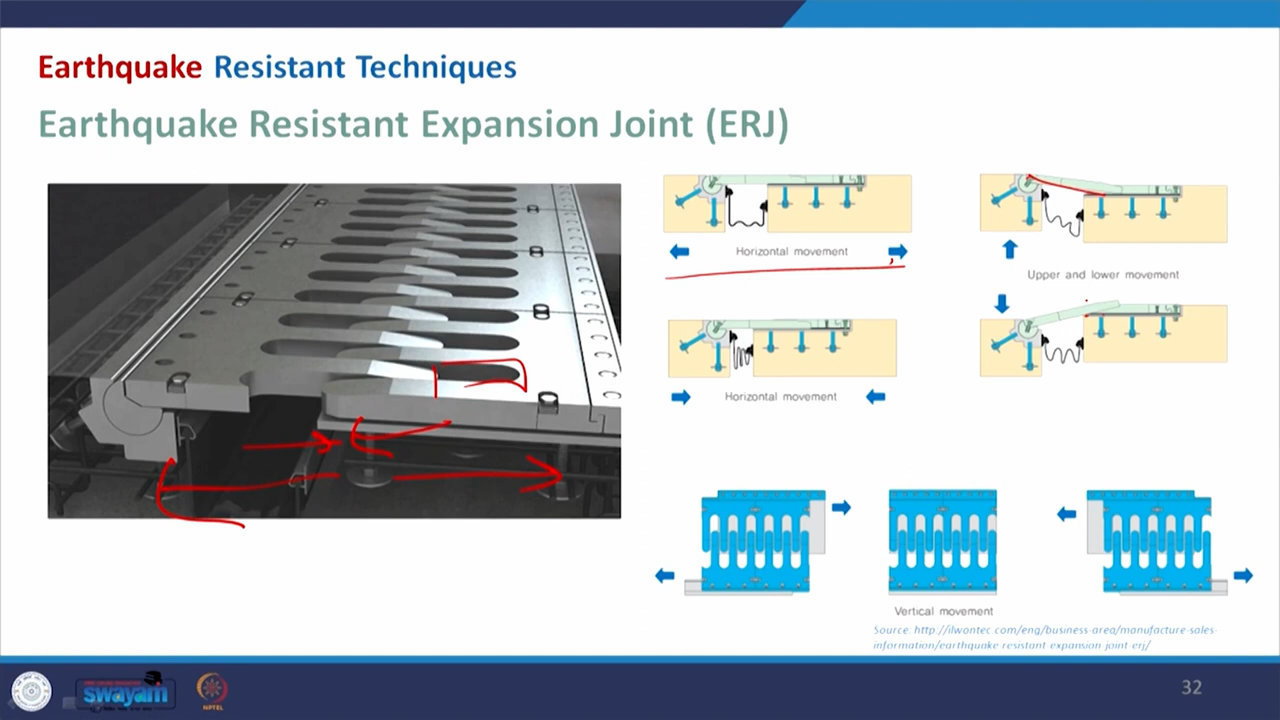 Earthquake Resistant Techniques
Earthquake Resistant Expansion Joint (ERJ)
Horizontal movement
Upper and lower movement
Horizontal movement
Vertical movement
Source: http://ilwontec.com/eng/business-area/manufacture-sales-
information/earthquake-resistant-expansion-joint-erj/
swayam
NPTEL
32